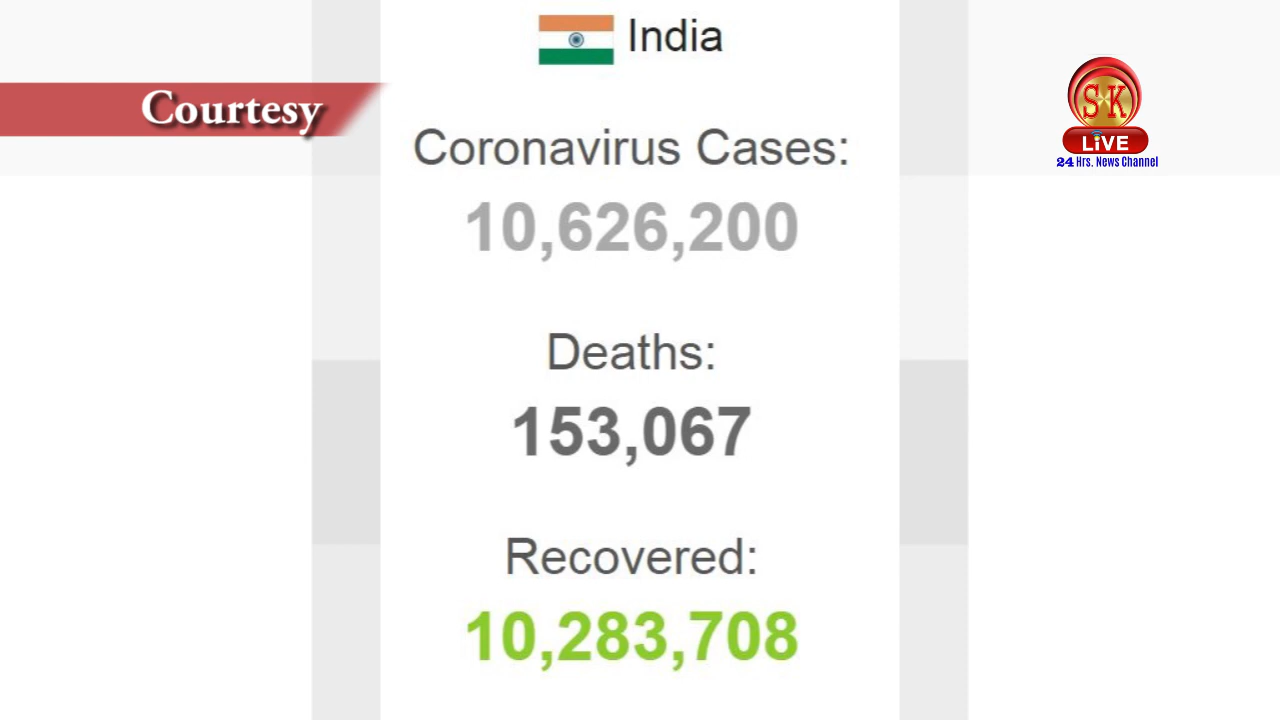 India
Courtesy
SK
LiVE
24 Hrs. News Channel
Coronavirus Cases:
10,626,200
Deaths:
153,067
Recovered:
10,283,708